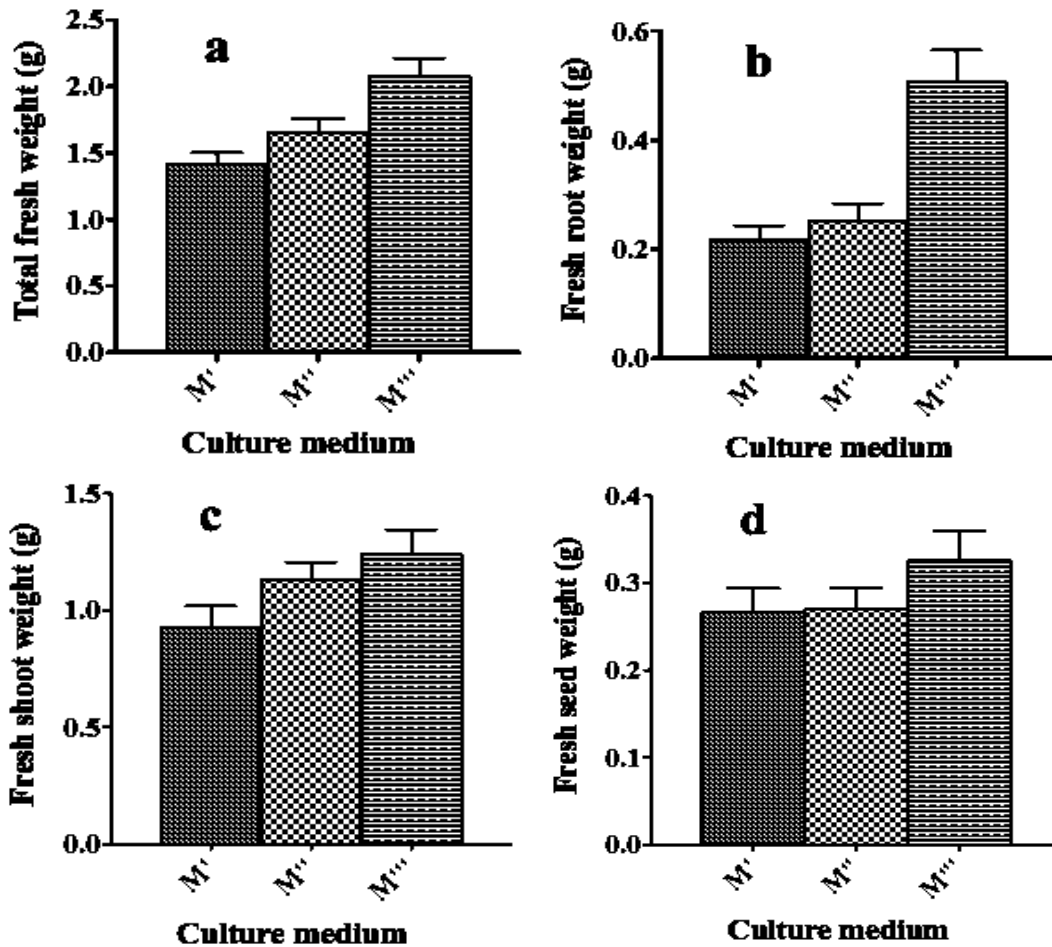 a
Total fresh weight (g)
2.5
2.0
1.5
1.0
0.5
0.0
M'
M''
M'''
Culture medium
b
Fresh root weight (g)
0.6
0.4
0.2
0.0
M'
M''
M'''
Culture medium
c
Fresh shoot weight (g)
1.5
1.0
0.5
0.0
M'
M''
M'''
Culture medium
d
Fresh seed weight (g)
0.4
0.3
0.2
0.1
0.0
M'
M''
M'''
Culture medium